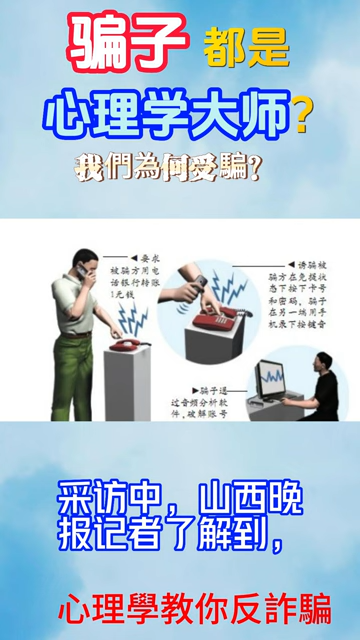 骗子 都是
心理学大师?
我們為何受騙?
◀要求
被骗方用电
话银行转账
1元钱
◀诱骗被
骗方在免提状
态下按下卡号
和密码,骗子
在另一端用手
机录下按键音
▶骗子通
过音频分析软
件,破解账号
采访中，山西晚
报记者了解到，
心理學教你反詐騙